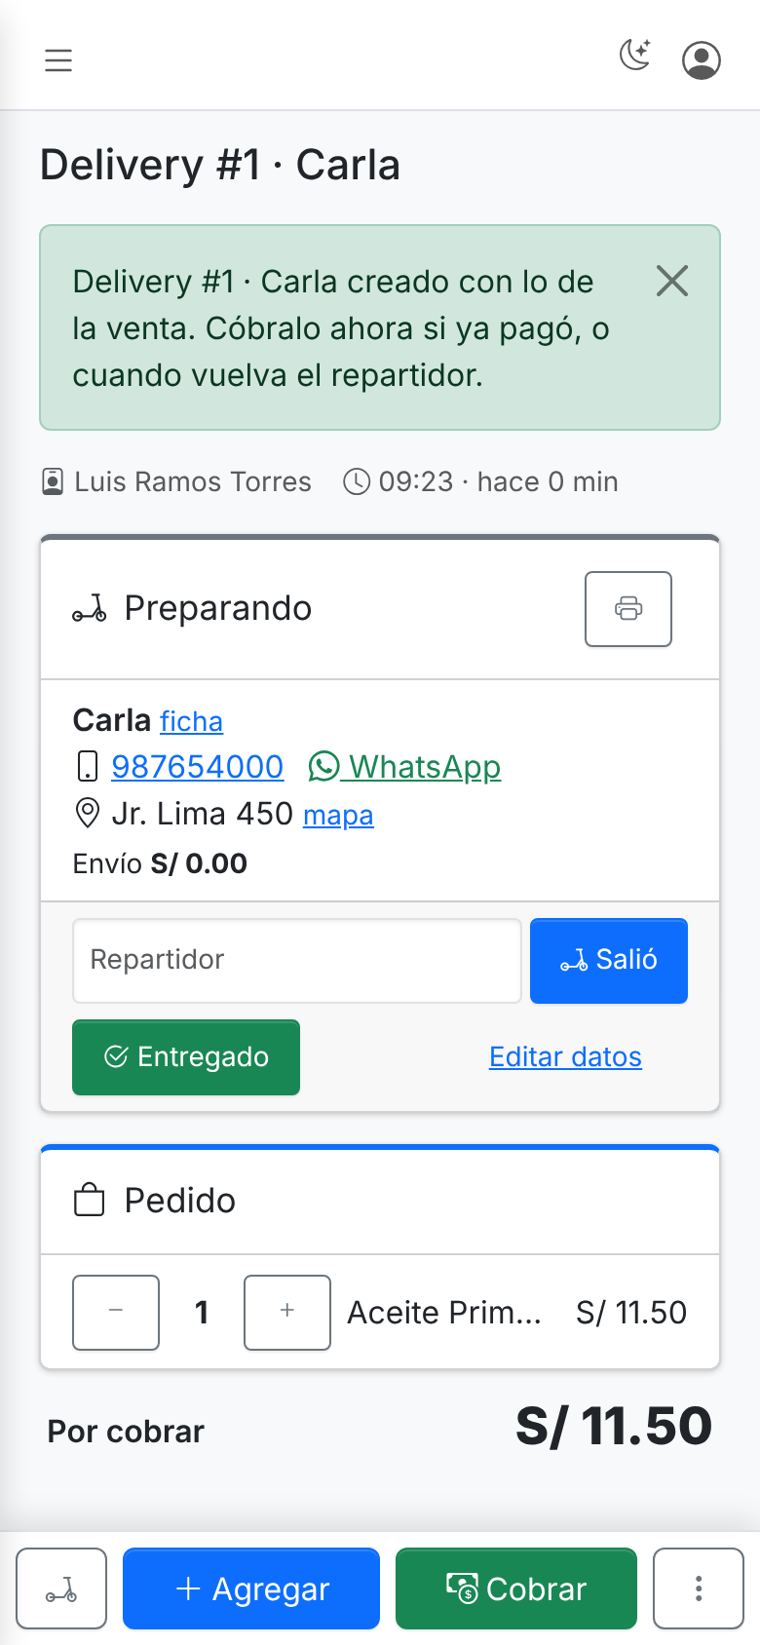 Delivery #1 · Carla
Delivery #1 · Carla creado con lo de
la venta. Cóbralo ahora si ya pagó, o
cuando vuelva el repartidor.
Luis Ramos Torres 09:23 · hace 0 min
Preparando
Carla ficha
987654000 WhatsApp
Jr. Lima 450 mapa
Envío S/ 0.00
Repartidor Salió
Entregado Editar datos
Pedido
− 1 + Aceite Prim... S/ 11.50
Por cobrar S/ 11.50
+ Agregar Cobrar